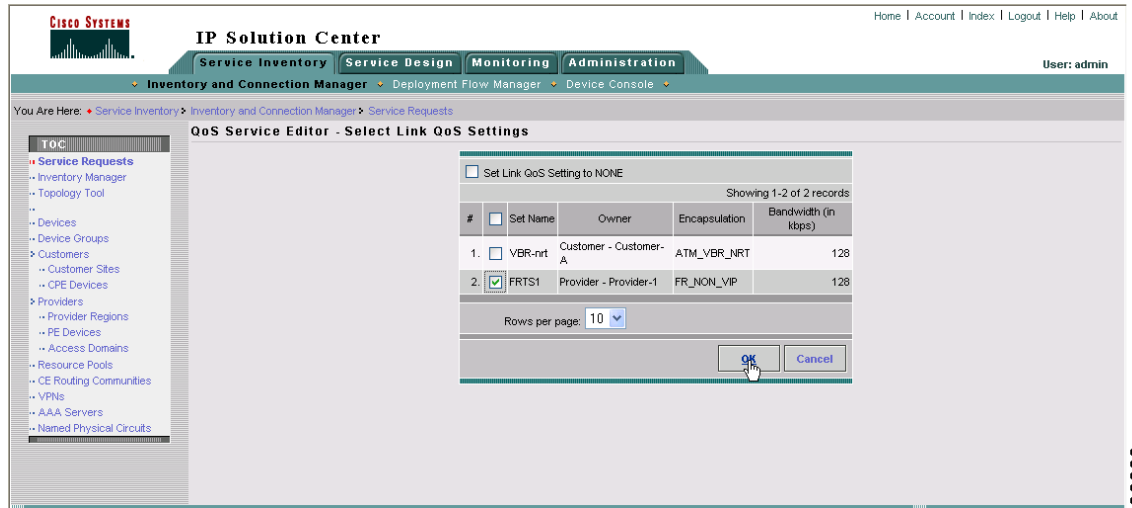 Home | Account | Index | Logout | Help | About
CISCO SYSTEMS
IP Solution Center
Service Inventory Service Design Monitoring Administration
User: admin
Inventory and Connection Manager Deployment Flow Manager Device Console
You Are Here: Service Inventory Inventory and Connection Manager Service Requests
QoS Service Editor - Select Link QoS Settings
TOC
Service Requests
Inventory Manager
Topology Tool
Devices
Device Groups
Customers
Customer Sites
CPE Devices
Providers
Provider Regions
PE Devices
Access Domains
Resource Pools
CE Routing Communities
VPNs
AAA Servers
Named Physical Circuits
Set Link QoS Setting to NONE
Showing 1-2 of 2 records
# Set Name Owner Encapsulation Bandwidth (in
kbps)
1. VBR-nrt Customer - Customer-
A ATM_VBR_NRT 128
2. FRTS1 Provider - Provider-1 FR_NON_VIP 128
Rows per page: 10
OK Cancel